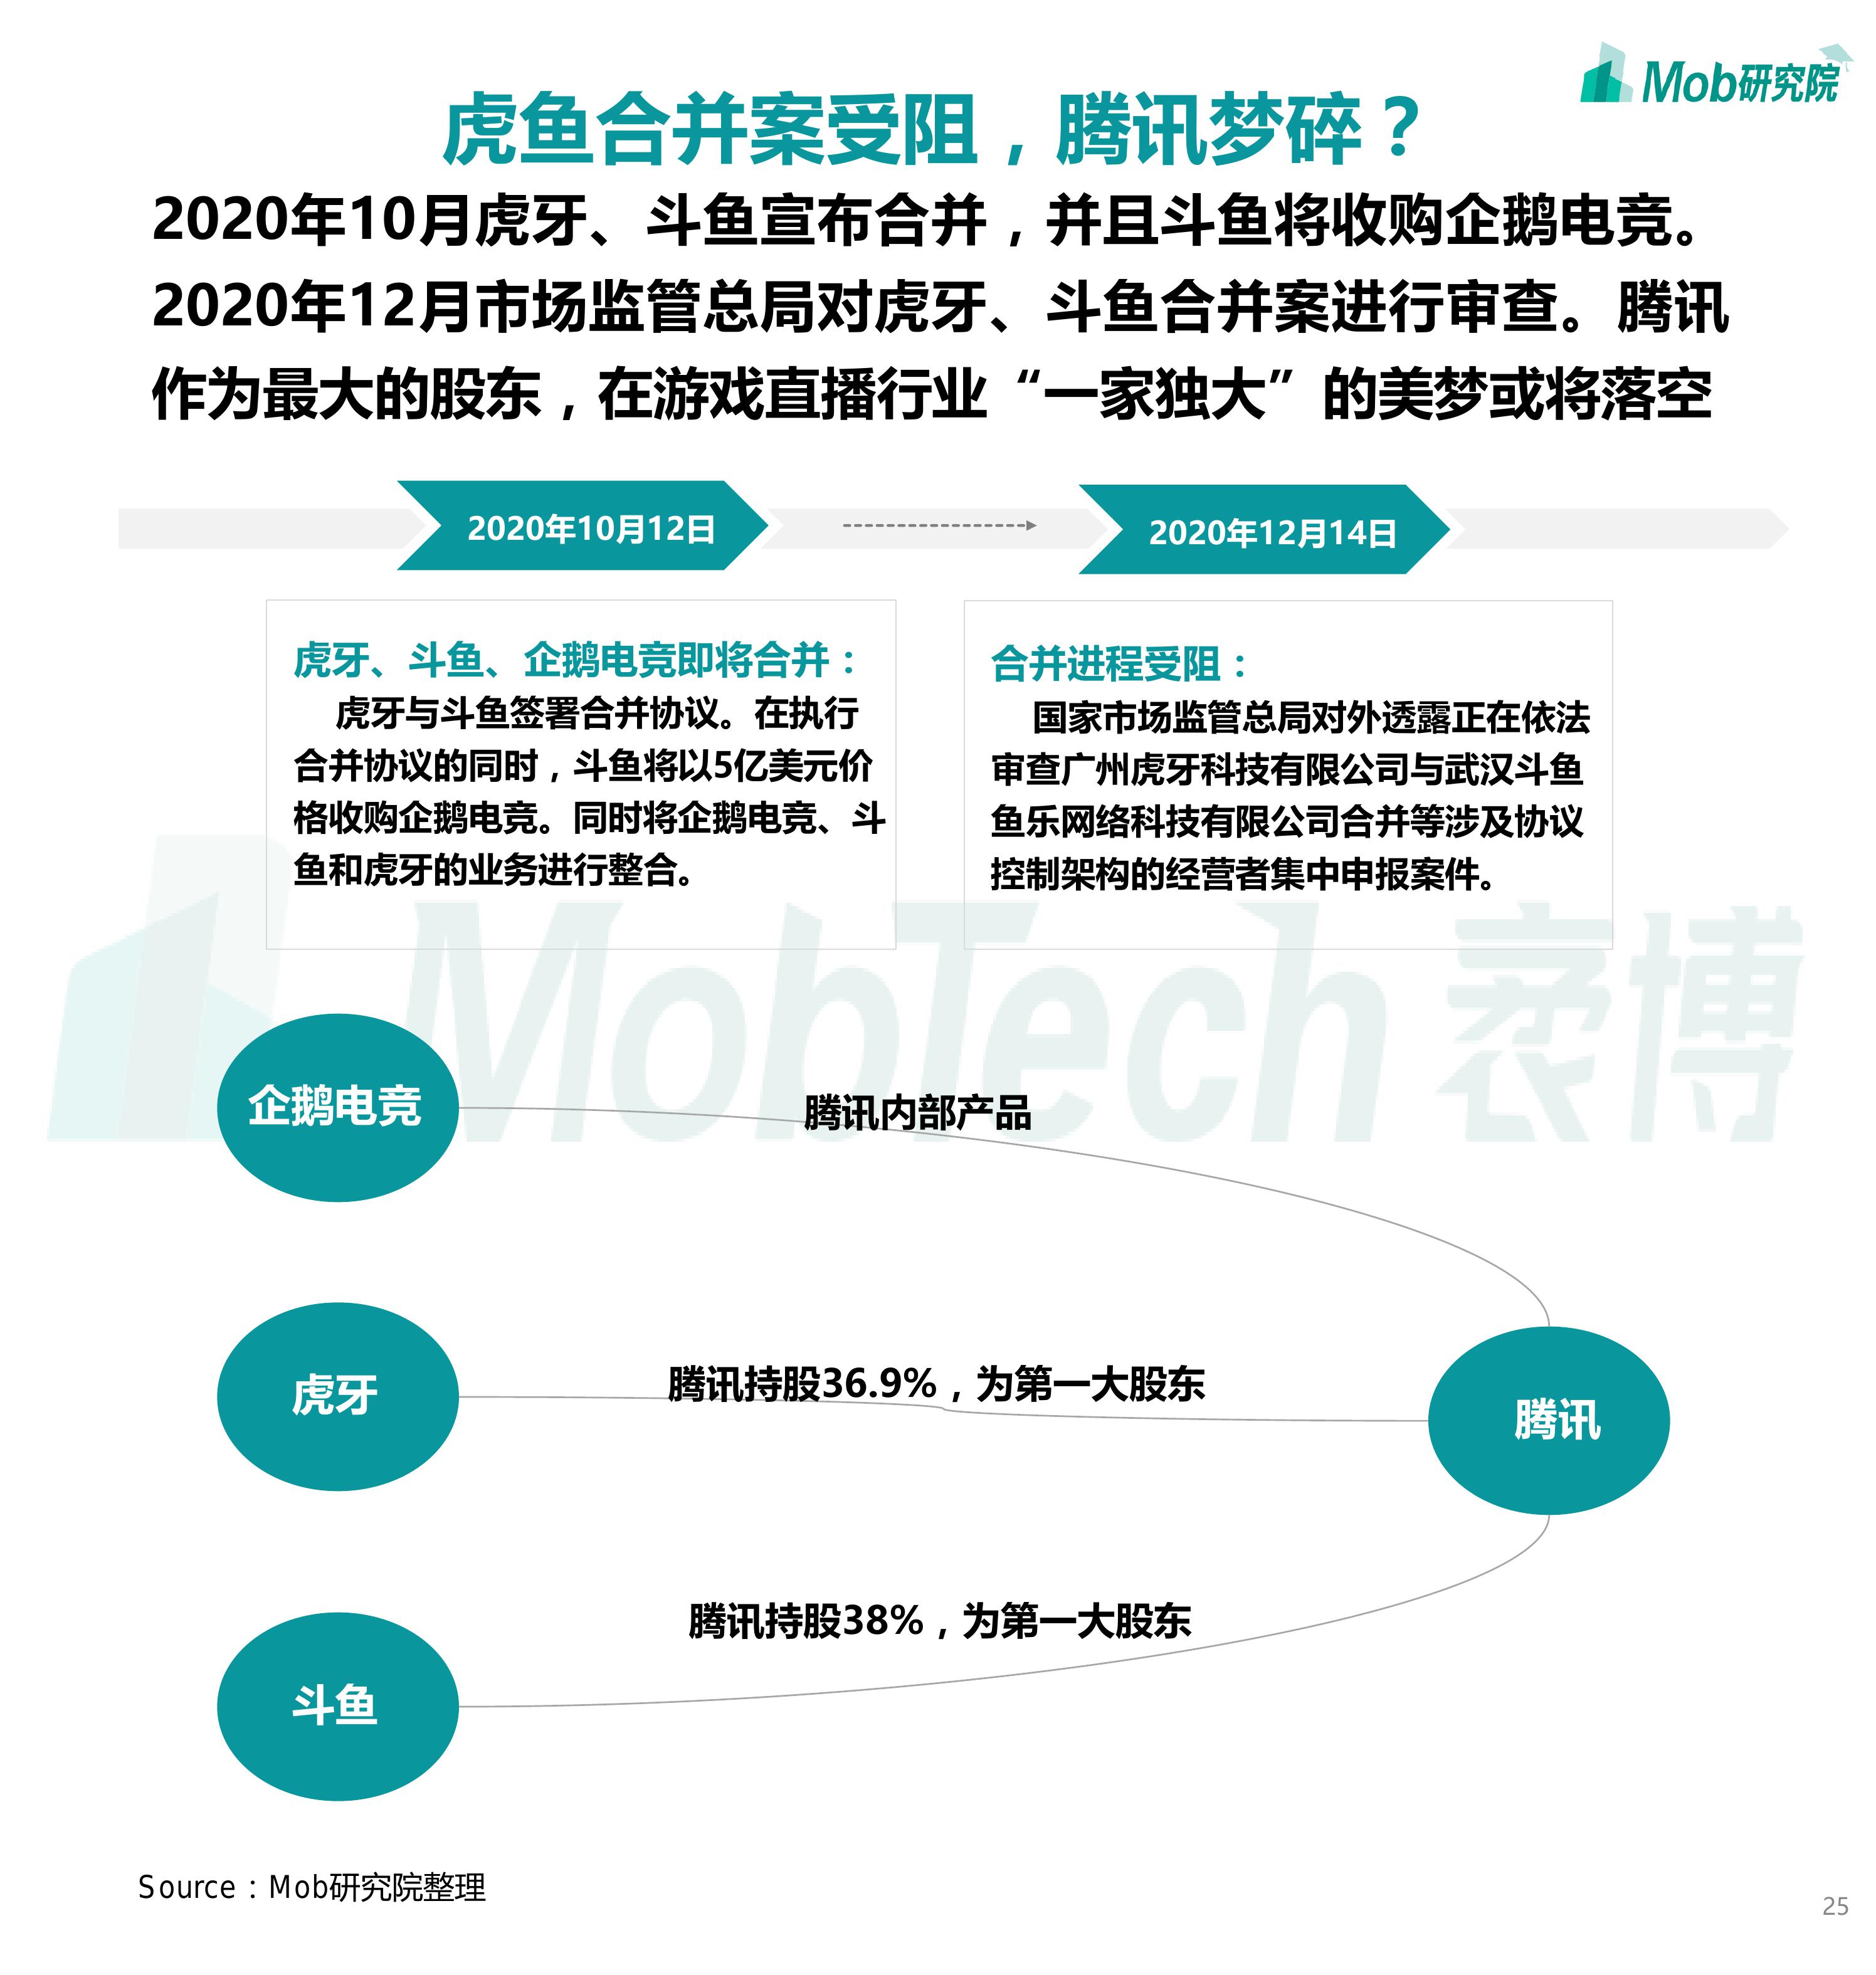 Mob研究院
虎鱼合并案受阻，腾讯梦碎？
2020年10月虎牙、斗鱼宣布合并，并且斗鱼将收购企鹅电竞。
2020年12月市场监管总局对虎牙、斗鱼合并案进行审查。腾讯
作为最大的股东，在游戏直播行业“一家独大”的美梦或将落空
2020年10月12日
2020年12月14日
虎牙、斗鱼、企鹅电竞即将合并：
虎牙与斗鱼签署合并协议。在执行
合并协议的同时，斗鱼将以5亿美元价
格收购企鹅电竞。同时将企鹅电竞、斗
鱼和虎牙的业务进行整合。
合并进程受阻：
国家市场监管总局对外透露正在依法
审查广州虎牙科技有限公司与武汉斗鱼
鱼乐网络科技有限公司合并等涉及协议
控制架构的经营者集中申报案件。
MobTech 袤博
企鹅电竞
腾讯内部产品
虎牙
腾讯持股36.9%，为第一大股东
腾讯
腾讯持股38%，为第一大股东
斗鱼
Source：Mob研究院整理
25